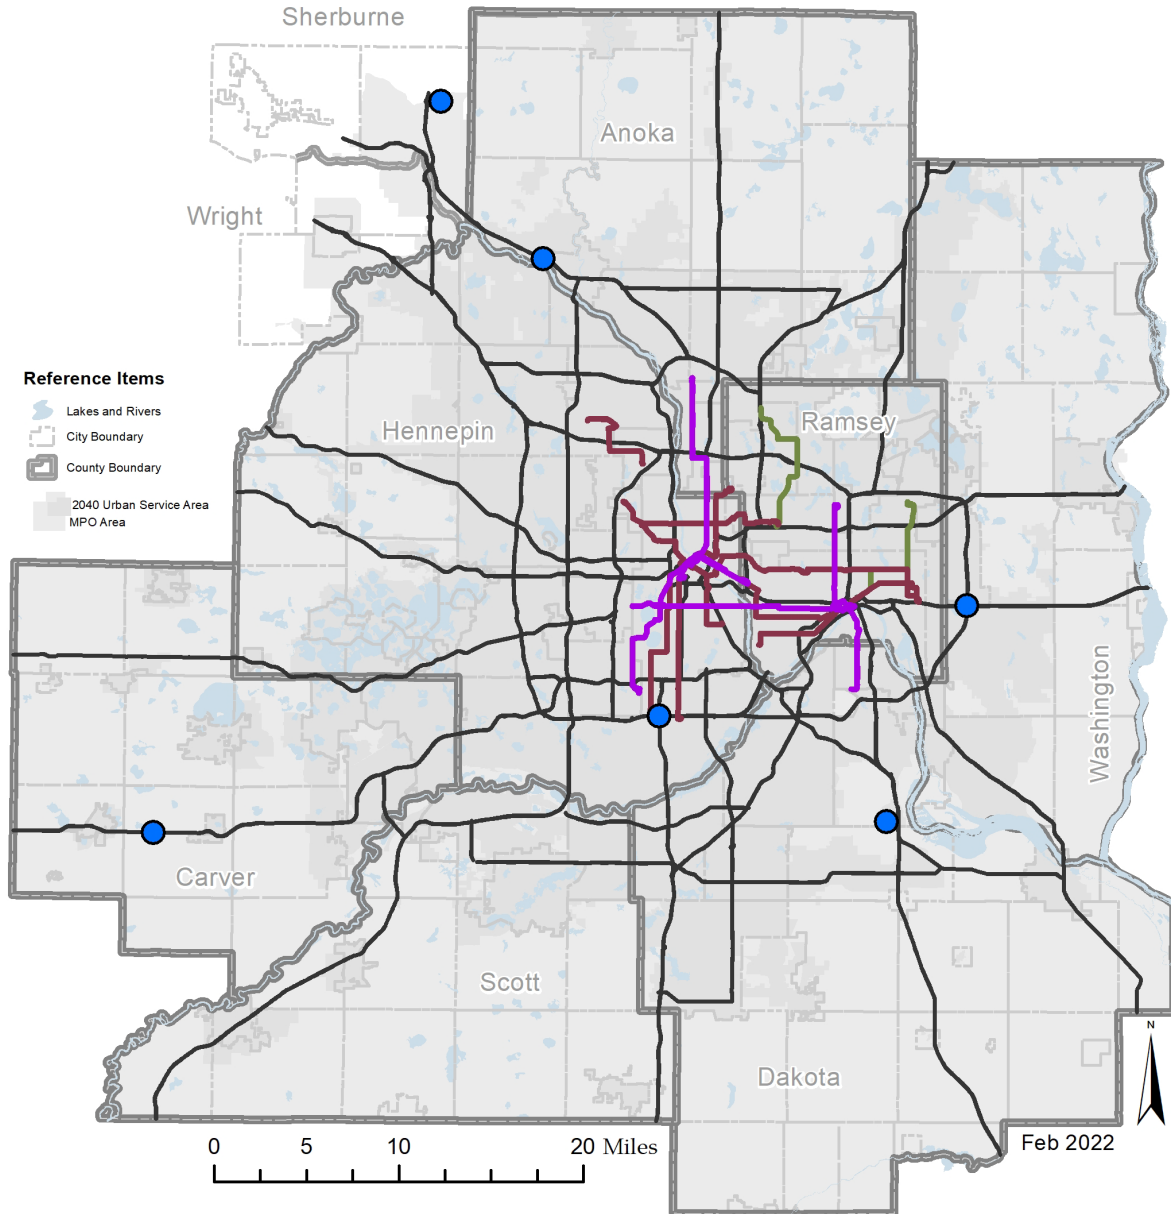 Sherburne
Anoka
Wright
Reference Items
Lakes and Rivers
City Boundary
County Boundary
2040 Urban Service Area
MPO Area
Hennepin
Ramsey
Washington
Carver
Scott
Dakota
N
Feb 2022
0 5 10 20 Miles